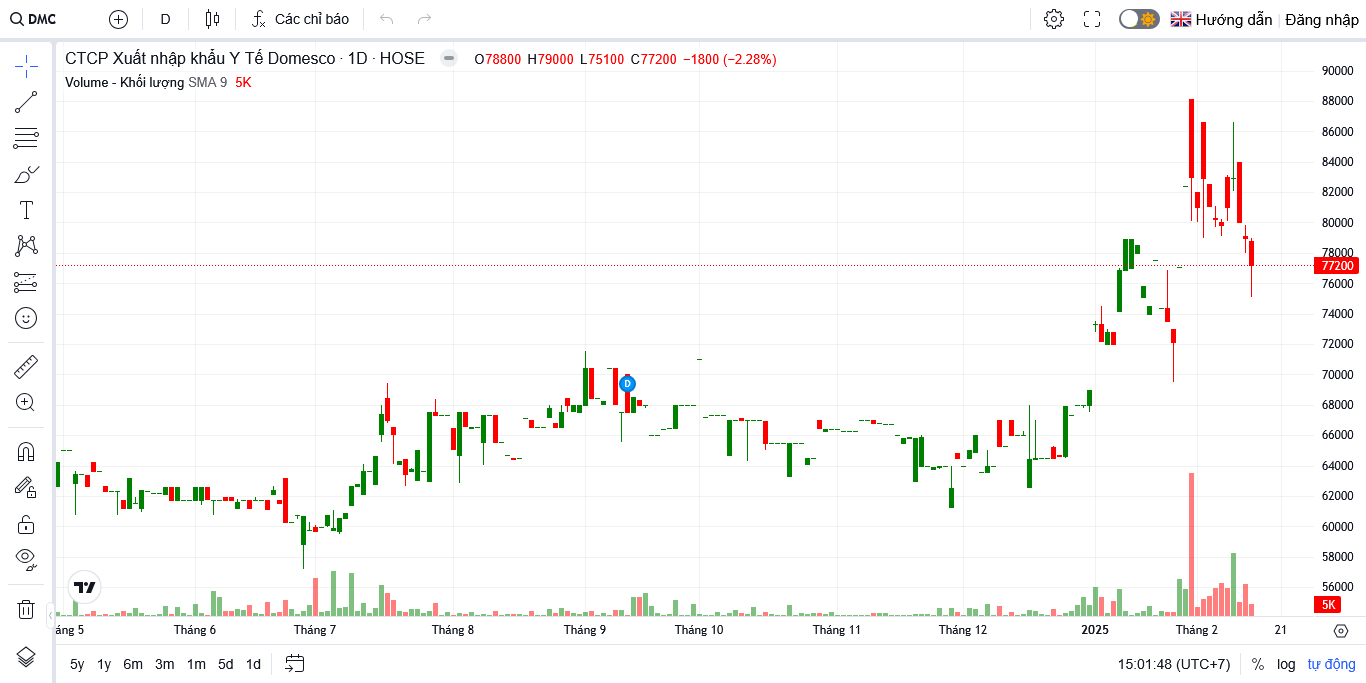 DMC D Các chỉ báo Hướng dẫn Đăng nhập
CTCP Xuất nhập khẩu Y Tế Domesco · 1D · HOSE O78800 H79000 L75100 C77200 −1800 (−2.28%)
Volume - Khối lượng SMA 9 5K
90000
88000
86000
84000
82000
80000
78000
77200
76000
74000
72000
70000
D
68000
66000
64000
62000
60000
58000
56000
5K
áng 5 Tháng 6 Tháng 7 Tháng 8 Tháng 9 Tháng 10 Tháng 11 Tháng 12 2025 Tháng 2 21
5y 1y 6m 3m 1m 5d 1d 15:01:48 (UTC+7) % log tự động